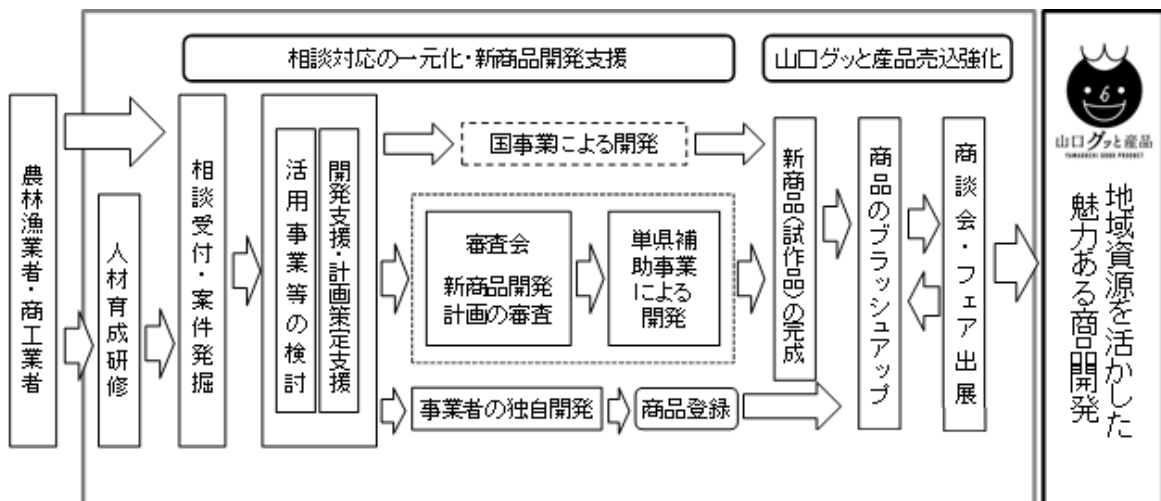 相談対応の一元化・新商品開発支援
山口グッと産品売込強化
農林漁業者・商工業者
人材育成研修
相談受付・案件発掘
活用事業等の検討
開発支援・計画策定支援
国事業による開発
審査会
新商品開発
計画の審査
単県補
助事業
による
開発
事業者の独自開発
商品登録
新商品(試作品)の完成
商品のブラッシュアップ
商談会・フェア出展
6
山口グッと産品
YAMAGUCHI GOOD PRODUCT
地域資源を活かした
魅力ある商品開発